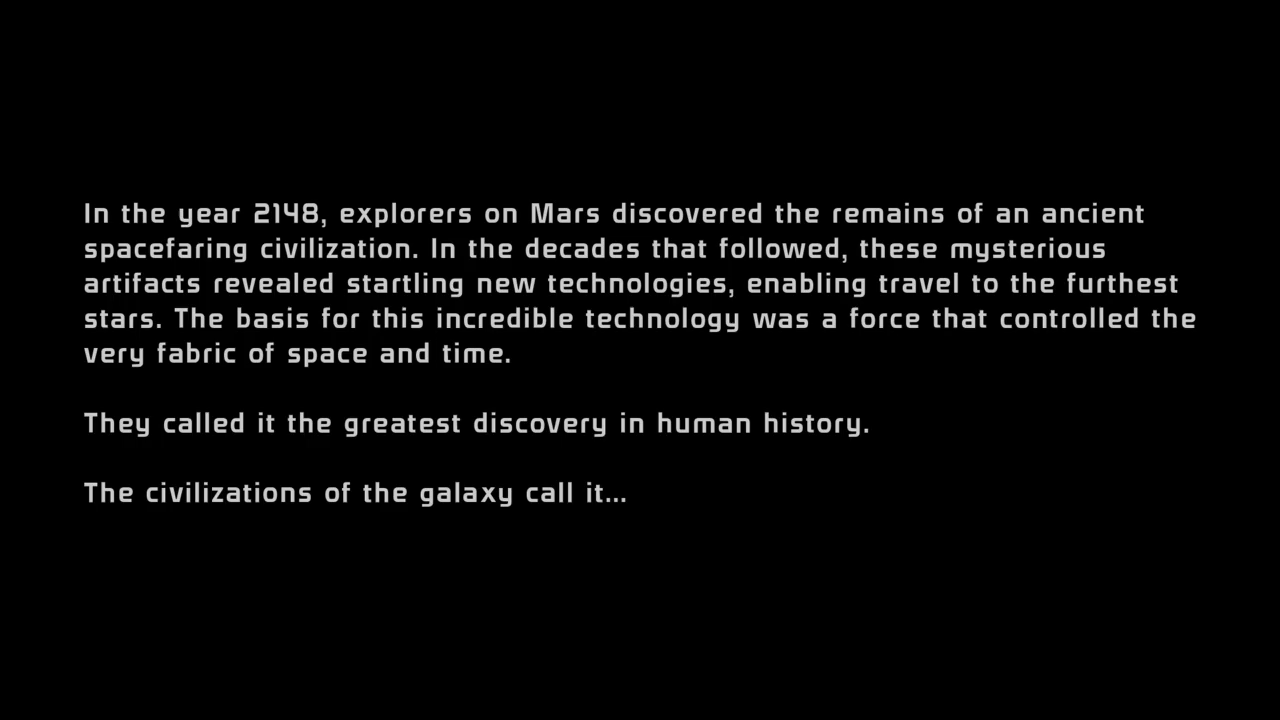 In the year 2148, explorers on Mars discovered the remains of an ancient
spacefaring civilization. In the decades that followed, these mysterious
artifacts revealed startling new technologies, enabling travel to the furthest
stars. The basis for this incredible technology was a force that controlled the
very fabric of space and time.
They called it the greatest discovery in human history.
The civilizations of the galaxy call it...